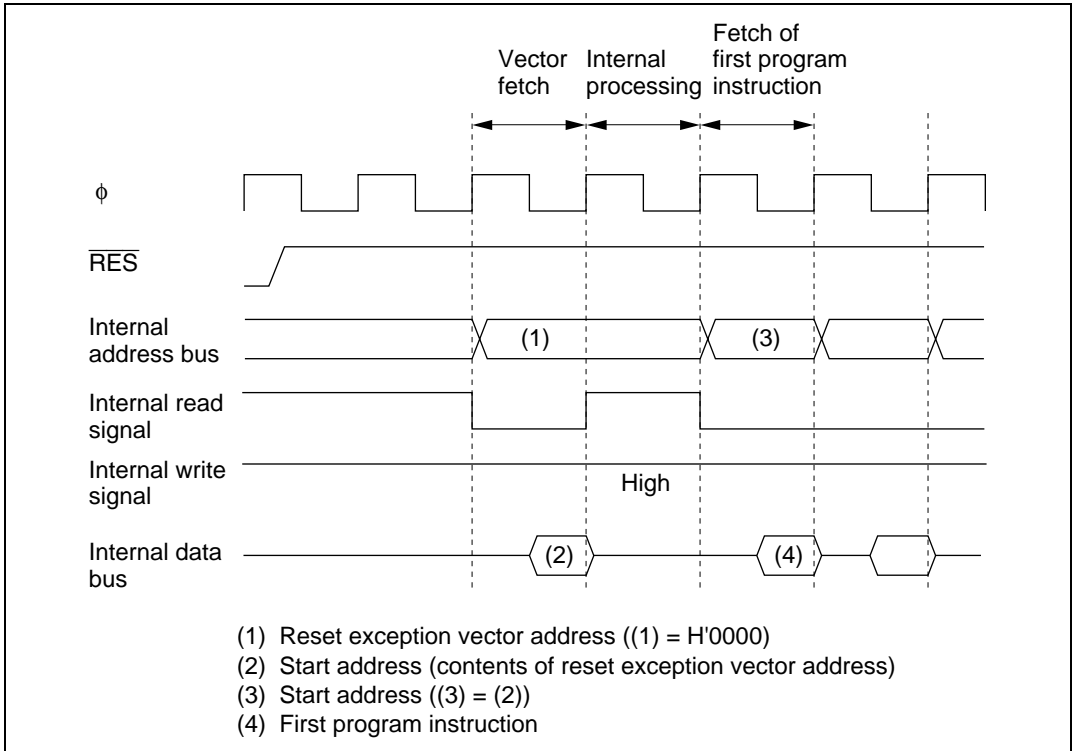 Vector
fetch
Internal
processing
Fetch of
first program
instruction
ϕ
RES
Internal
address bus
(1)
(3)
Internal read
signal
Internal write
signal
High
Internal data
bus
(2)
(4)
(1) Reset exception vector address ((1) = H'0000)
(2) Start address (contents of reset exception vector address)
(3) Start address ((3) = (2))
(4) First program instruction